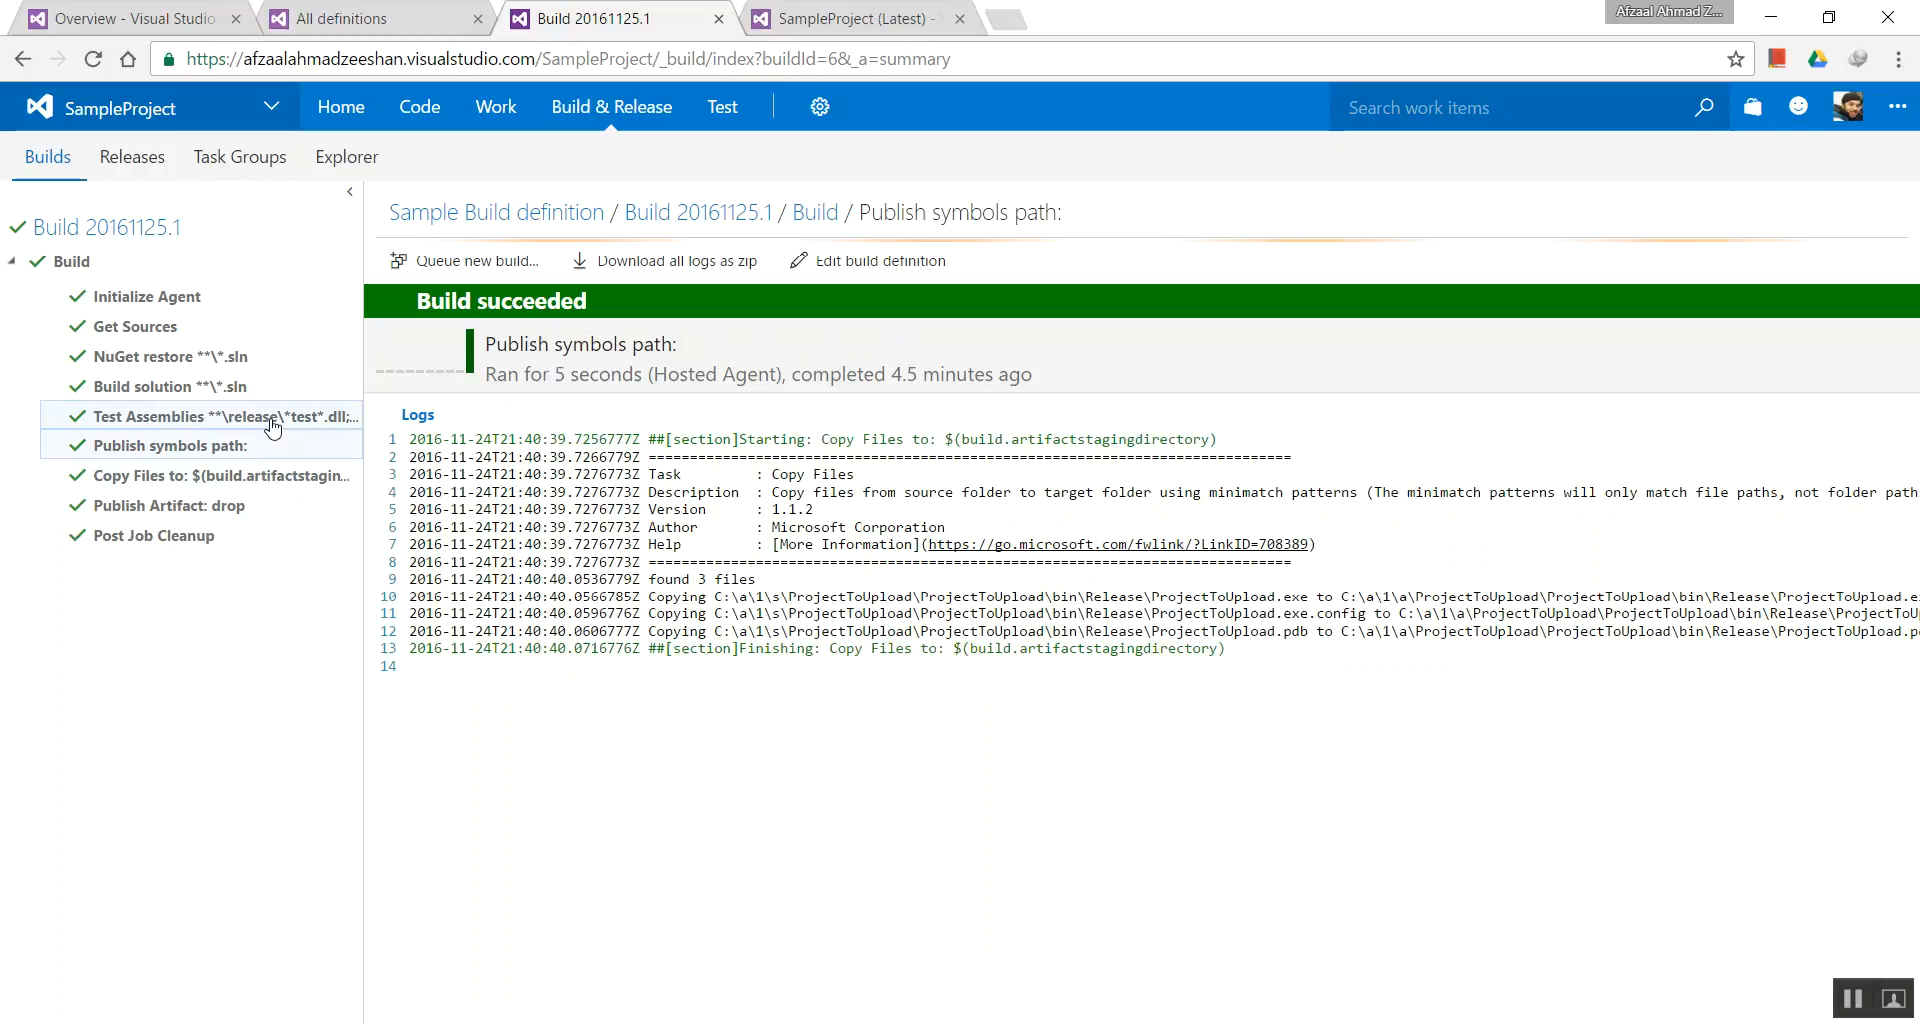 Overview - Visual Studio
All definitions
Build 20161125.1
SampleProject (Latest) -
Afzaal Ahmad Z...
https://afzaalahmadzeeshan.visualstudio.com/SampleProject/_build/index?buildId=6&_a=summary
SampleProject
Home
Code
Work
Build & Release
Test
Search work items
Builds
Releases
Task Groups
Explorer
Build 20161125.1
Build
Initialize Agent
Get Sources
NuGet restore **\*.sln
Build solution **\*.sln
Test Assemblies **\release\*test*.dll;...
Publish symbols path:
Copy Files to: $(build.artifactstagin...
Publish Artifact: drop
Post Job Cleanup
Sample Build definition / Build 20161125.1 / Build / Publish symbols path:
Queue new build...
Download all logs as zip
Edit build definition
Build succeeded
Publish symbols path:
Ran for 5 seconds (Hosted Agent), completed 4.5 minutes ago
Logs
1 2016-11-24T21:40:39.7256777Z ##[section]Starting: Copy Files to: $(build.artifactstagingdirectory)
2 2016-11-24T21:40:39.7266779Z ==============================================================================
3 2016-11-24T21:40:39.7276773Z Task : Copy Files
4 2016-11-24T21:40:39.7276773Z Description : Copy files from source folder to target folder using minimatch patterns (The minimatch patterns will only match file paths, not folder path
5 2016-11-24T21:40:39.7276773Z Version : 1.1.2
6 2016-11-24T21:40:39.7276773Z Author : Microsoft Corporation
7 2016-11-24T21:40:39.7276773Z Help : [More Information](https://go.microsoft.com/fwlink/?LinkID=708389)
8 2016-11-24T21:40:39.7276773Z ==============================================================================
9 2016-11-24T21:40:40.0536779Z found 3 files
10 2016-11-24T21:40:40.0566785Z Copying C:\a\1\s\ProjectToUpload\ProjectToUpload\bin\Release\ProjectToUpload.exe to C:\a\1\a\ProjectToUpload\ProjectToUpload\bin\Release\ProjectToUpload.e
11 2016-11-24T21:40:40.0596776Z Copying C:\a\1\s\ProjectToUpload\ProjectToUpload\bin\Release\ProjectToUpload.exe.config to C:\a\1\a\ProjectToUpload\ProjectToUpload\bin\Release\ProjectToU
12 2016-11-24T21:40:40.0606777Z Copying C:\a\1\s\ProjectToUpload\ProjectToUpload\bin\Release\ProjectToUpload.pdb to C:\a\1\a\ProjectToUpload\ProjectToUpload\bin\Release\ProjectToUpload.p
13 2016-11-24T21:40:40.0716776Z ##[section]Finishing: Copy Files to: $(build.artifactstagingdirectory)
14